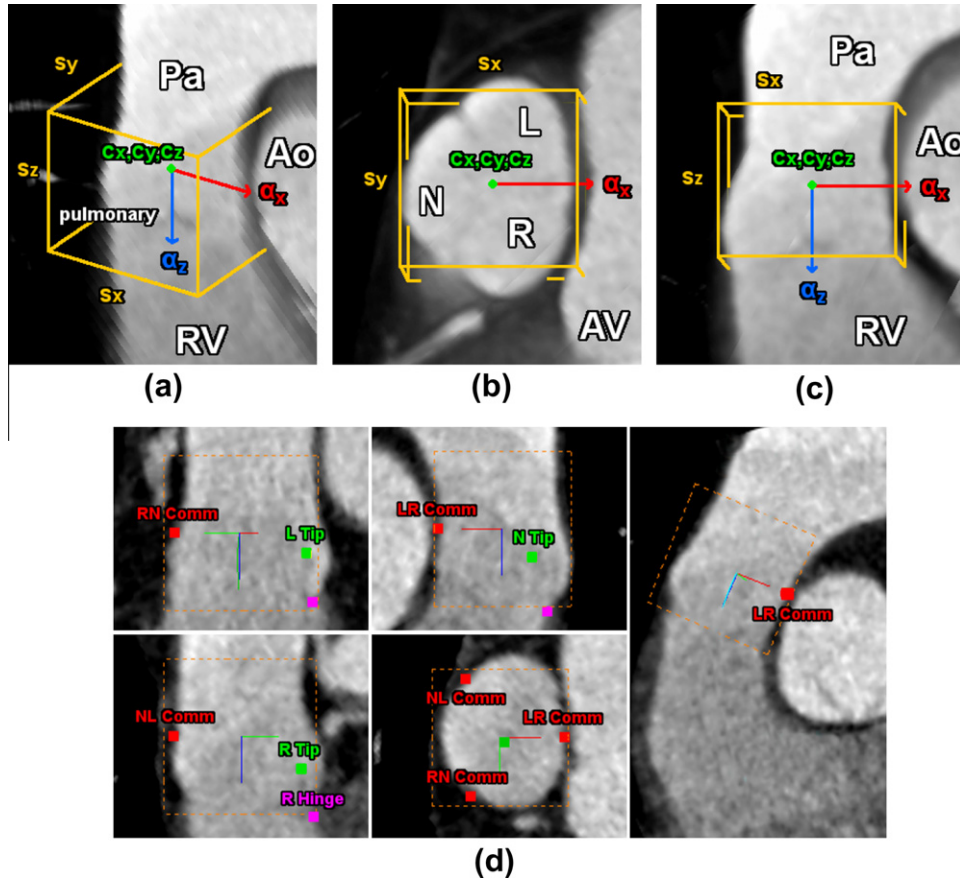 Sy
Pa
Cx,Cy,Cz
Ao
Sz
αx
pulmonary
αz
Sx
RV
(a)
Sx
L
Cx,Cy,Cz
Sy
αx
N
R
AV
(b)
Pa
Sx
Ao
Cx,Cy,Cz
Sz
αx
αz
RV
(c)
RN Comm
L Tip
LR Comm
N Tip
LR Comm
NL Comm
R Tip
R Hinge
NL Comm
LR Comm
RN Comm
(d)